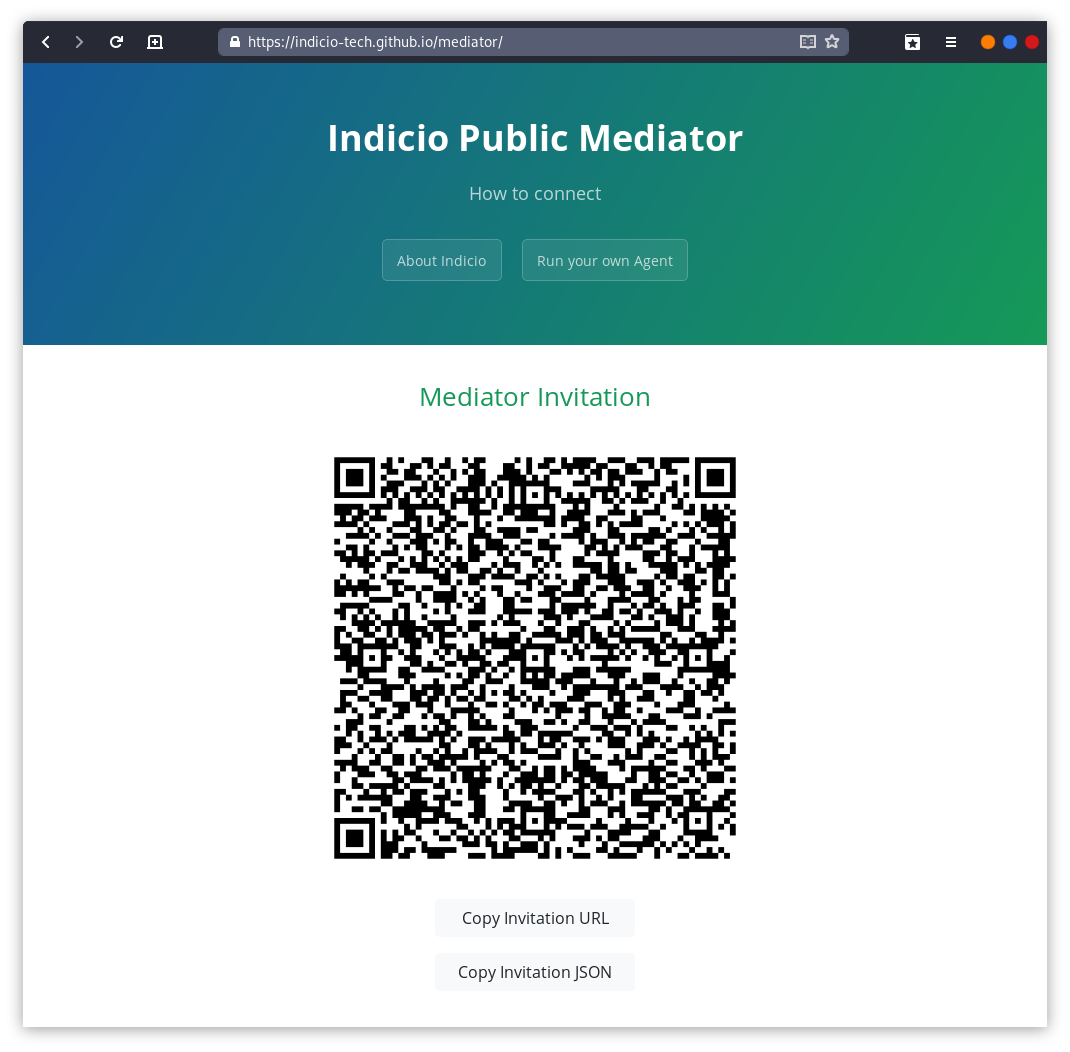 https://indicio-tech.github.io/mediator/
Indicio Public Mediator
How to connect
About Indicio
Run your own Agent
Mediator Invitation
Copy Invitation URL
Copy Invitation JSON